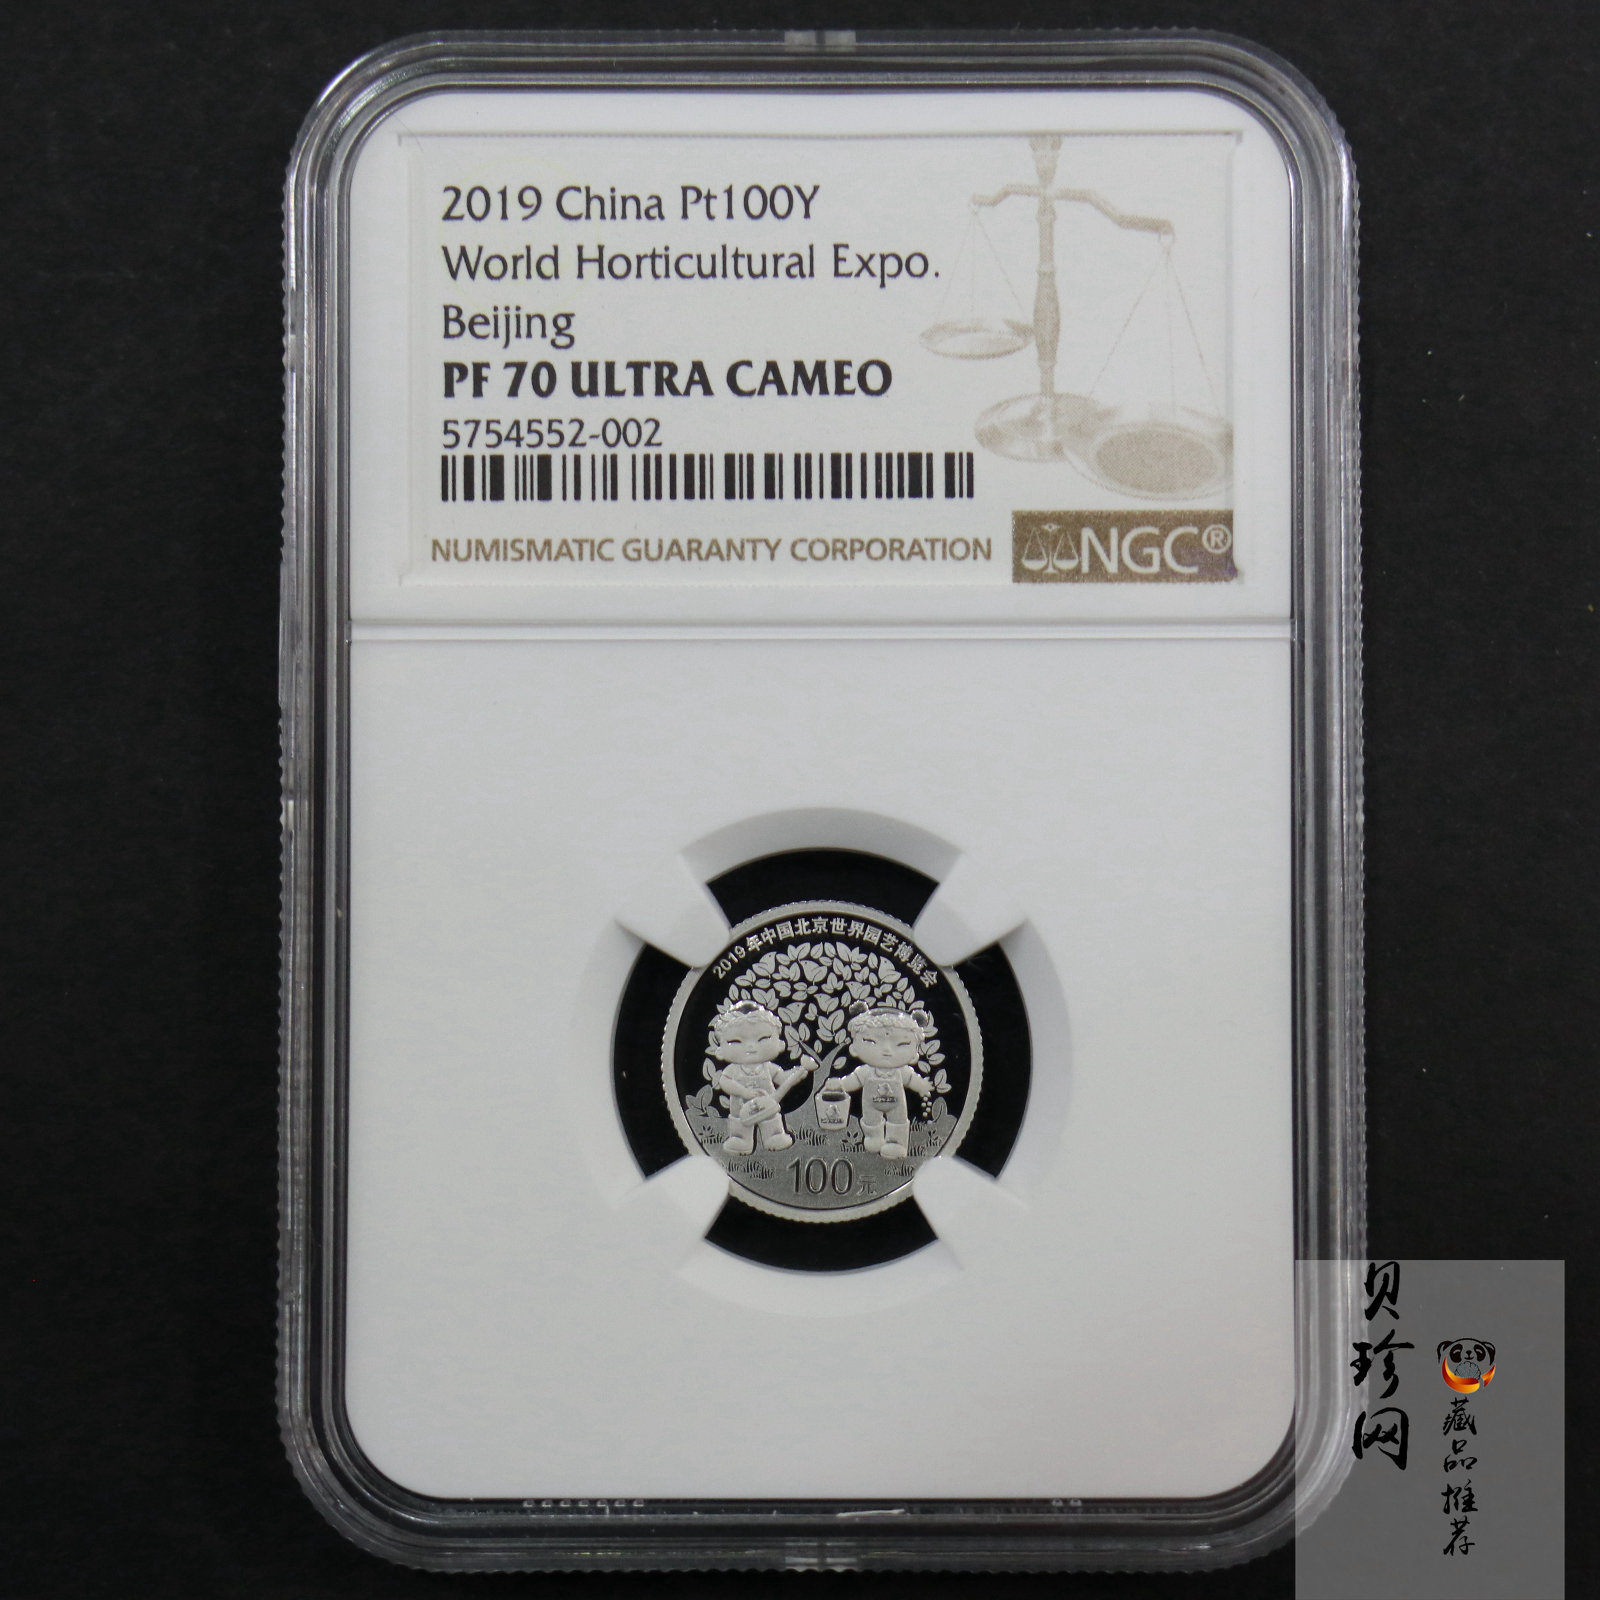 2019 China Pt100Y
World Horticultural Expo.
Beijing
PF 70 ULTRA CAMEO
5754552-002
NUMISMATIC GUARANTY CORPORATION
NGC®
2019年中国北京世界园艺博览会
100元
贝珍网
藏品推荐